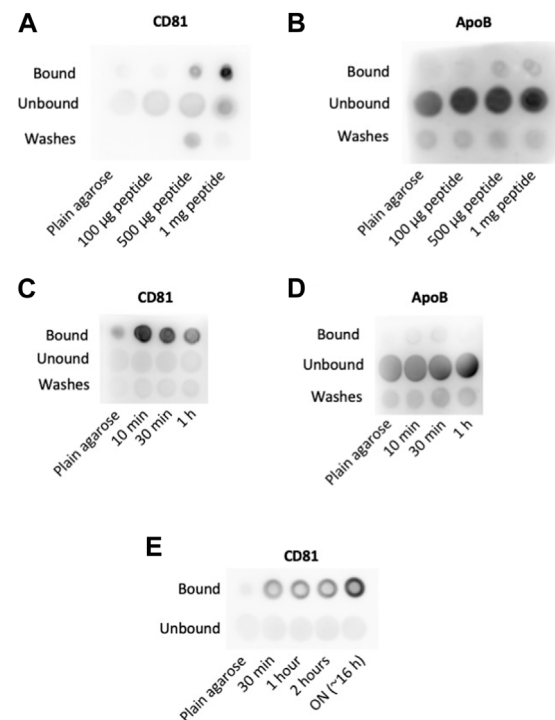 A
CD81
Bound
Unbound
Washes
Plain agarose
100 µg peptide
500 µg peptide
1 mg peptide
B
ApoB
Bound
Unbound
Washes
Plain agarose
100 µg peptide
500 µg peptide
1 mg peptide
C
CD81
Bound
Unound
Washes
Plain agarose
10 min
30 min
1 h
D
ApoB
Bound
Unbound
Washes
Plain agarose
10 min
30 min
1 h
E
CD81
Bound
Unbound
Plain agarose
30 min
1 hour
2 hours
ON (~16 h)